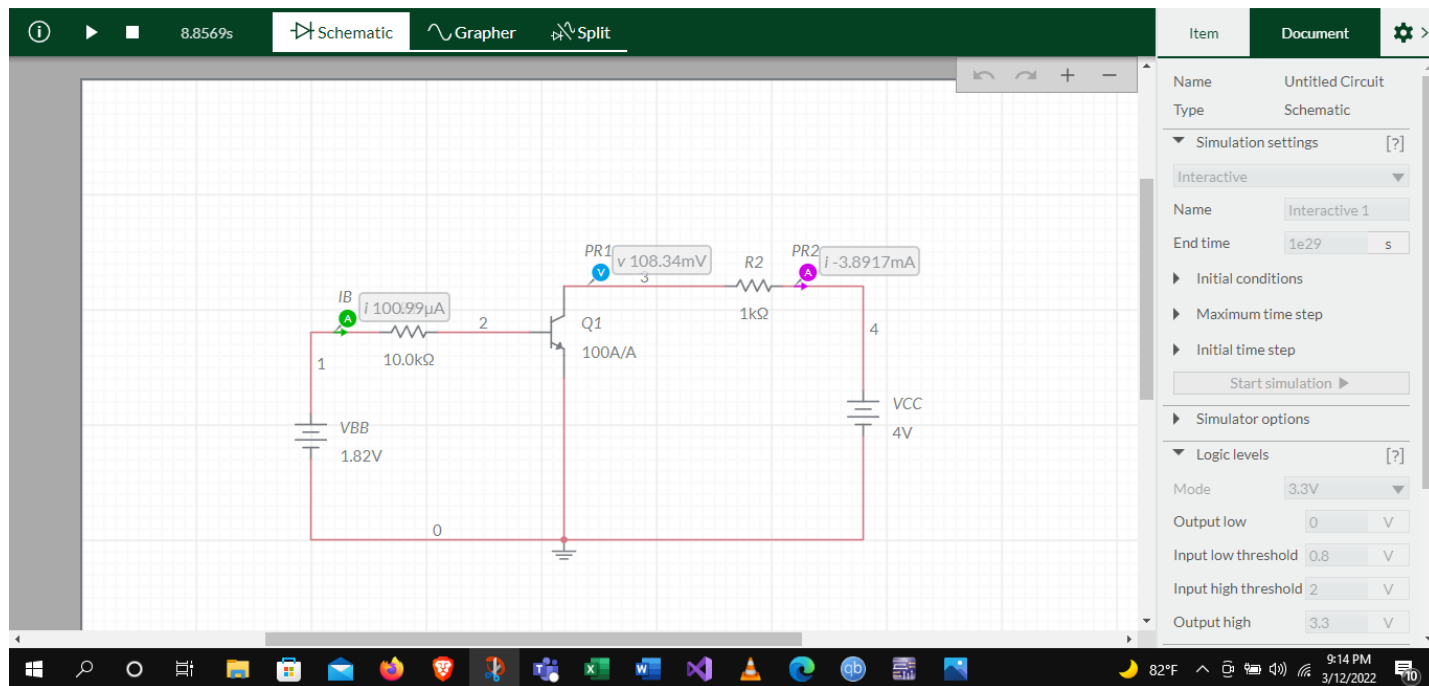 8.8569s Schematic Grapher Split Item Document
Name Untitled Circuit
Type Schematic
Simulation settings [?]
Interactive
Name Interactive 1
End time 1e29 s
Initial conditions
Maximum time step
Initial time step
Start simulation
Simulator options
Logic levels [?]
Mode 3.3V
Output low 0 V
Input low threshold 0.8 V
Input high threshold 2 V
Output high 3.3 V
PR1 v 108.34mV
3
R2
1kΩ
PR2 i -3.8917mA
IB i 100.99µA
10.0kΩ
2
Q1
100A/A
1
4
VBB
1.82V
VCC
4V
0
82°F 9:14 PM
3/12/2022
10